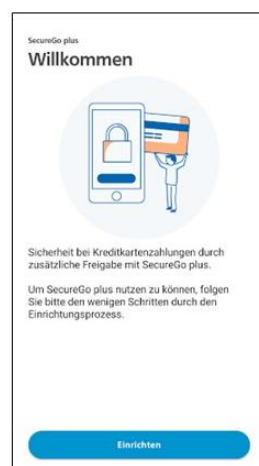 SecureGo plus
Willkommen
Sicherheit bei Kreditkartenzahlungen durch
zusätzliche Freigabe mit SecureGo plus.
Um SecureGo plus nutzen zu können, folgen
Sie bitte den wenigen Schritten durch den
Einrichtungsprozess.
Einrichten